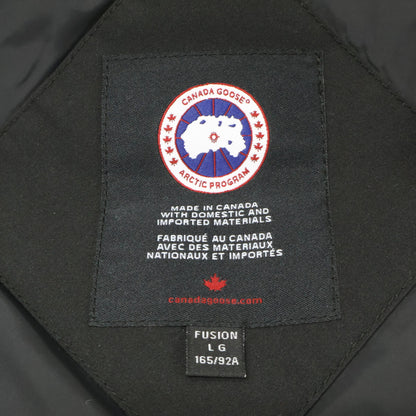 CANADA GOOSE®
ARCTIC PROGRAM
MADE IN CANADA
WITH DOMESTIC AND
IMPORTED MATERIALS
FABRIQUÉ AU CANADA
AVEC DES MATERIAUX
NATIONAUX ET IMPORTÉS
canadagoose.com
FUSION
LG
165/92A